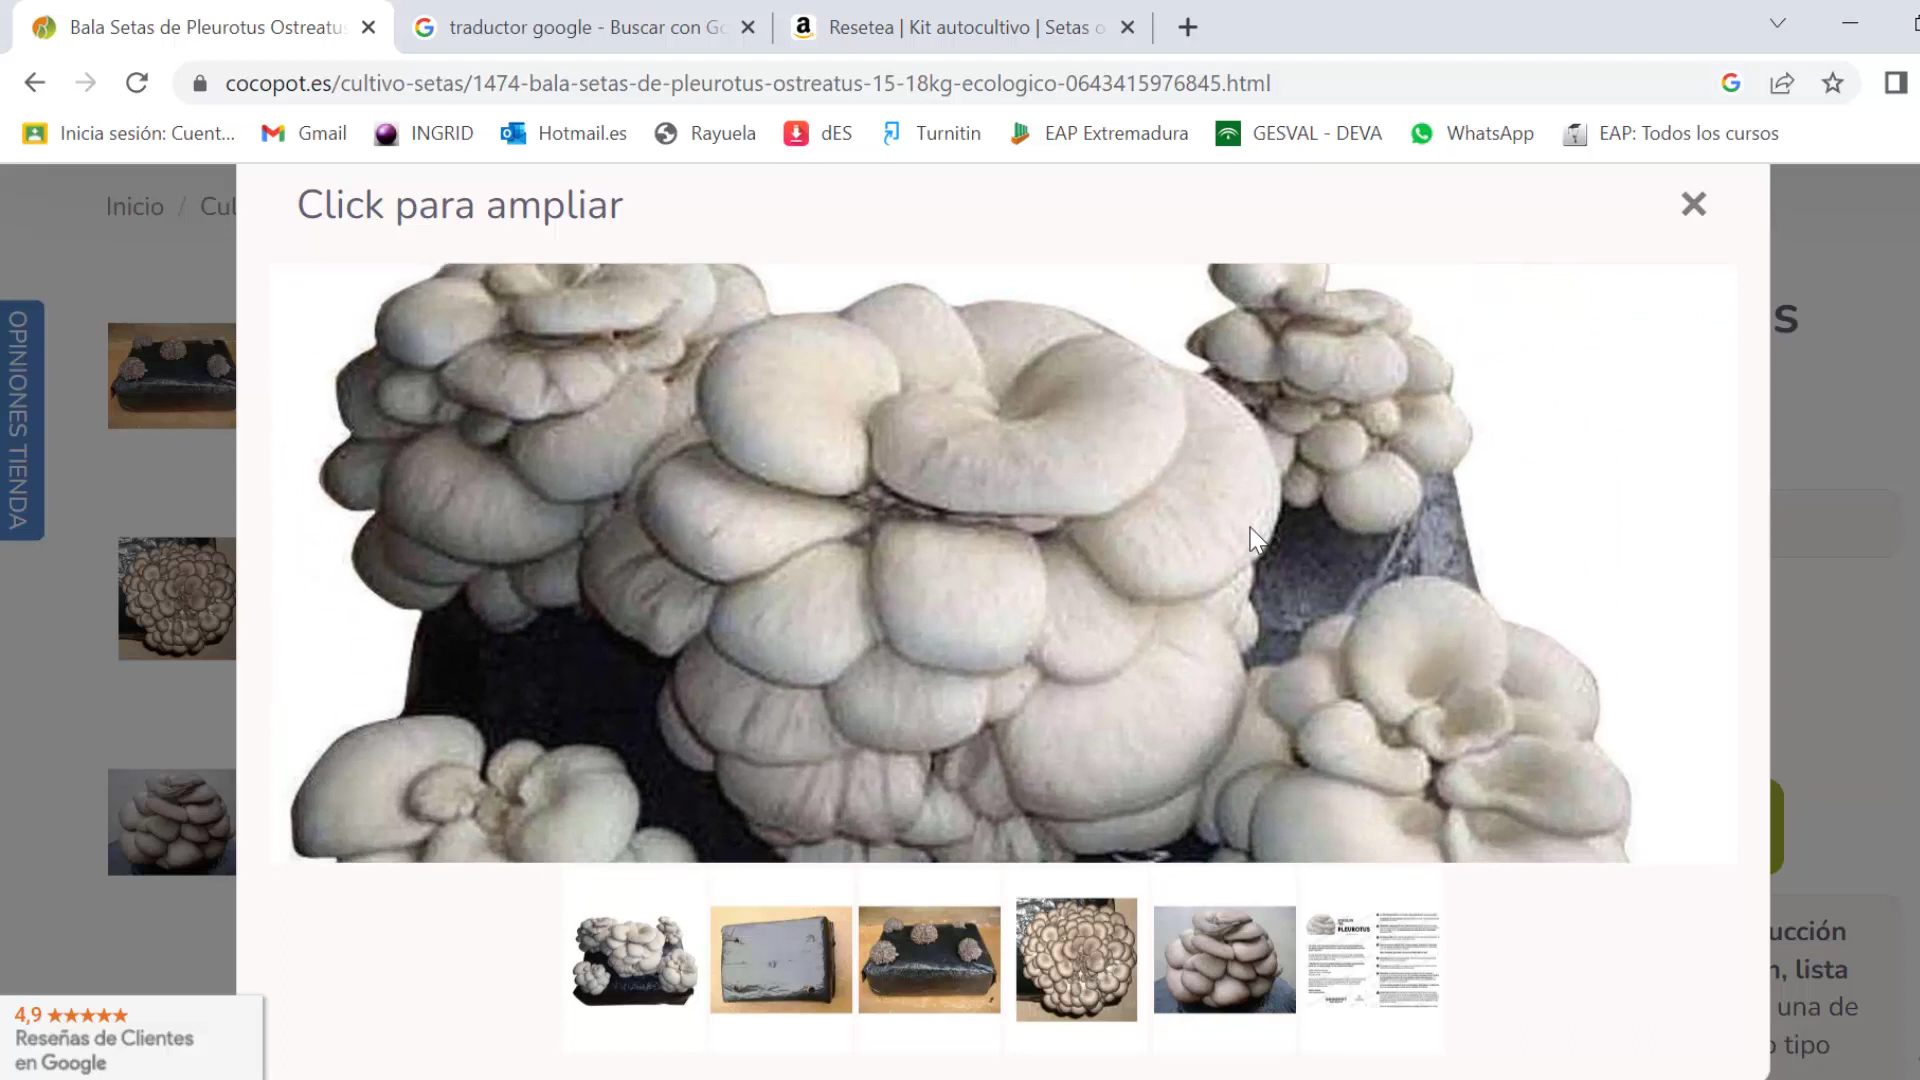 Bala Setas de Pleurotus Ostreatu
traductor google - Buscar con Go
Resetea | Kit autocultivo | Setas o
cocopot.es/cultivo-setas/1474-bala-setas-de-pleurotus-ostreatus-15-18kg-ecologico-0643415976845.html
Inicia sesión: Cuent...
Gmail
INGRID
Hotmail.es
Rayuela
dES
Turnitin
EAP Extremadura
GESVAL - DEVA
WhatsApp
EAP: Todos los cursos
Inicio / Cul
Click para ampliar
s
OPINIONES TIENDA
PLEUROTUS
ucción
n, lista
una de
o tipo
4,9 ★★★★★
Reseñas de Clientes
en Google